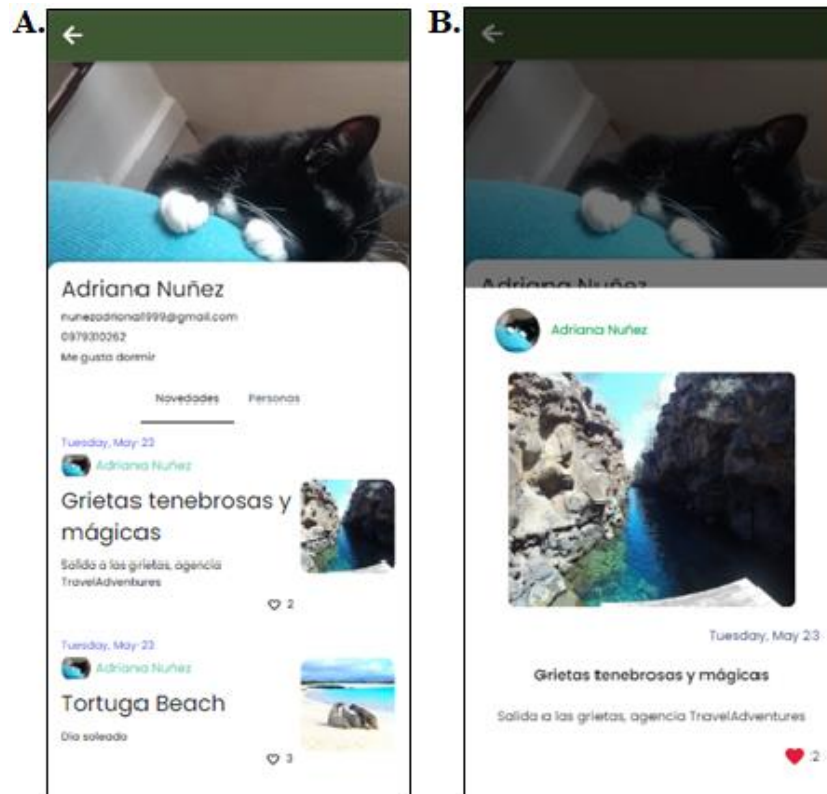 A.
Adriana Nuñez
nunezadriana1999@gmail.com
0979310262
Me gusta dormir
Novedades Personas
Tuesday, May 23
Adriana Nuñez
Grietas tenebrosas y
mágicas
Salida a las grietas, agencia
TravelAdventures
2
Tuesday, May 23
Adriana Nuñez
Tortuga Beach
Dia soleado
3
B.
Adriana Nuñez
Adriana Nuñez
Tuesday, May 23
Grietas tenebrosas y mágicas
Salida a las grietas, agencia TravelAdventures
2